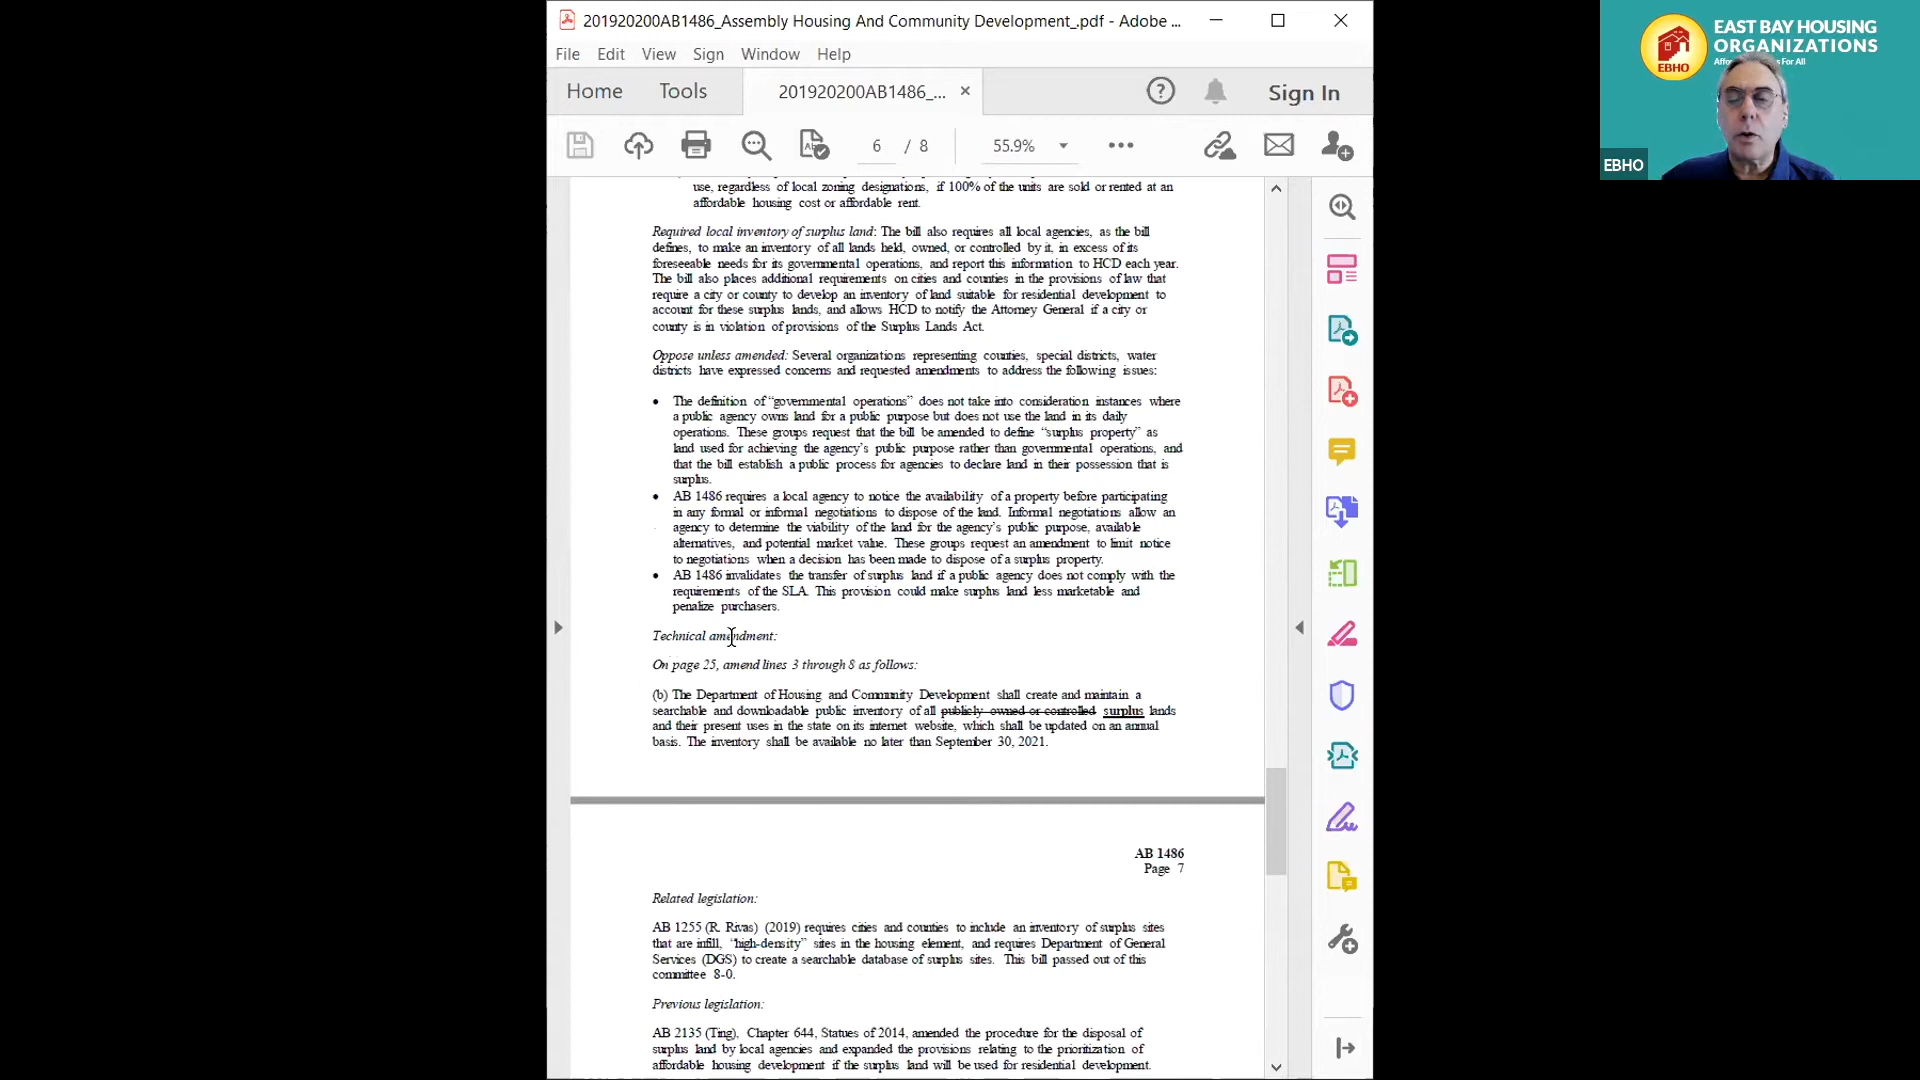 201920200AB1486_Assembly Housing And Community Development_.pdf - Adobe ...
File Edit View Sign Window Help
Home Tools 201920200AB1486_... × ? Sign In
6 / 8 55.9%
use, regardless of local zoning designations, if 100% of the units are sold or rented at an
affordable housing cost or affordable rent.
Required local inventory of surplus land: The bill also requires all local agencies, as the bill
defines, to make an inventory of all lands held, owned, or controlled by it, in excess of its
foreseeable needs for its governmental operations, and report this information to HCD each year.
The bill also places additional requirements on cities and counties in the provisions of law that
require a city or county to develop an inventory of land suitable for residential development to
account for these surplus lands, and allows HCD to notify the Attorney General if a city or
county is in violation of provisions of the Surplus Lands Act.
Oppose unless amended: Several organizations representing counties, special districts, water
districts have expressed concerns and requested amendments to address the following issues:
• The definition of “governmental operations” does not take into consideration instances where
a public agency owns land for a public purpose but does not use the land in its daily
operations. These groups request that the bill be amended to define “surplus property” as
land used for achieving the agency’s public purpose rather than governmental operations, and
that the bill establish a public process for agencies to declare land in their possession that is
surplus.
• AB 1486 requires a local agency to notice the availability of a property before participating
in any formal or informal negotiations to dispose of the land. Informal negotiations allow an
agency to determine the viability of the land for the agency’s public purpose, available
alternatives, and potential market value. These groups request an amendment to limit notice
to negotiations when a decision has been made to dispose of a surplus property.
• AB 1486 invalidates the transfer of surplus land if a public agency does not comply with the
requirements of the SLA. This provision could make surplus land less marketable and
penalize purchasers.
Technical amendment:
On page 25, amend lines 3 through 8 as follows:
(b) The Department of Housing and Community Development shall create and maintain a
searchable and downloadable public inventory of all publicly owned or controlled surplus lands
and their present uses in the state on its internet website, which shall be updated on an annual
basis. The inventory shall be available no later than September 30, 2021.
AB 1486
Page 7
Related legislation:
AB 1255 (R. Rivas) (2019) requires cities and counties to include an inventory of surplus sites
that are infill, “high-density” sites in the housing element, and requires Department of General
Services (DGS) to create a searchable database of surplus sites. This bill passed out of this
committee 8-0.
Previous legislation:
AB 2135 (Ting), Chapter 644, Statues of 2014, amended the procedure for the disposal of
surplus land by local agencies and expanded the provisions relating to the prioritization of
affordable housing development if the surplus land will be used for residential development.
EAST BAY HOUSING
ORGANIZATIONS
For All
EBHO
EBHO